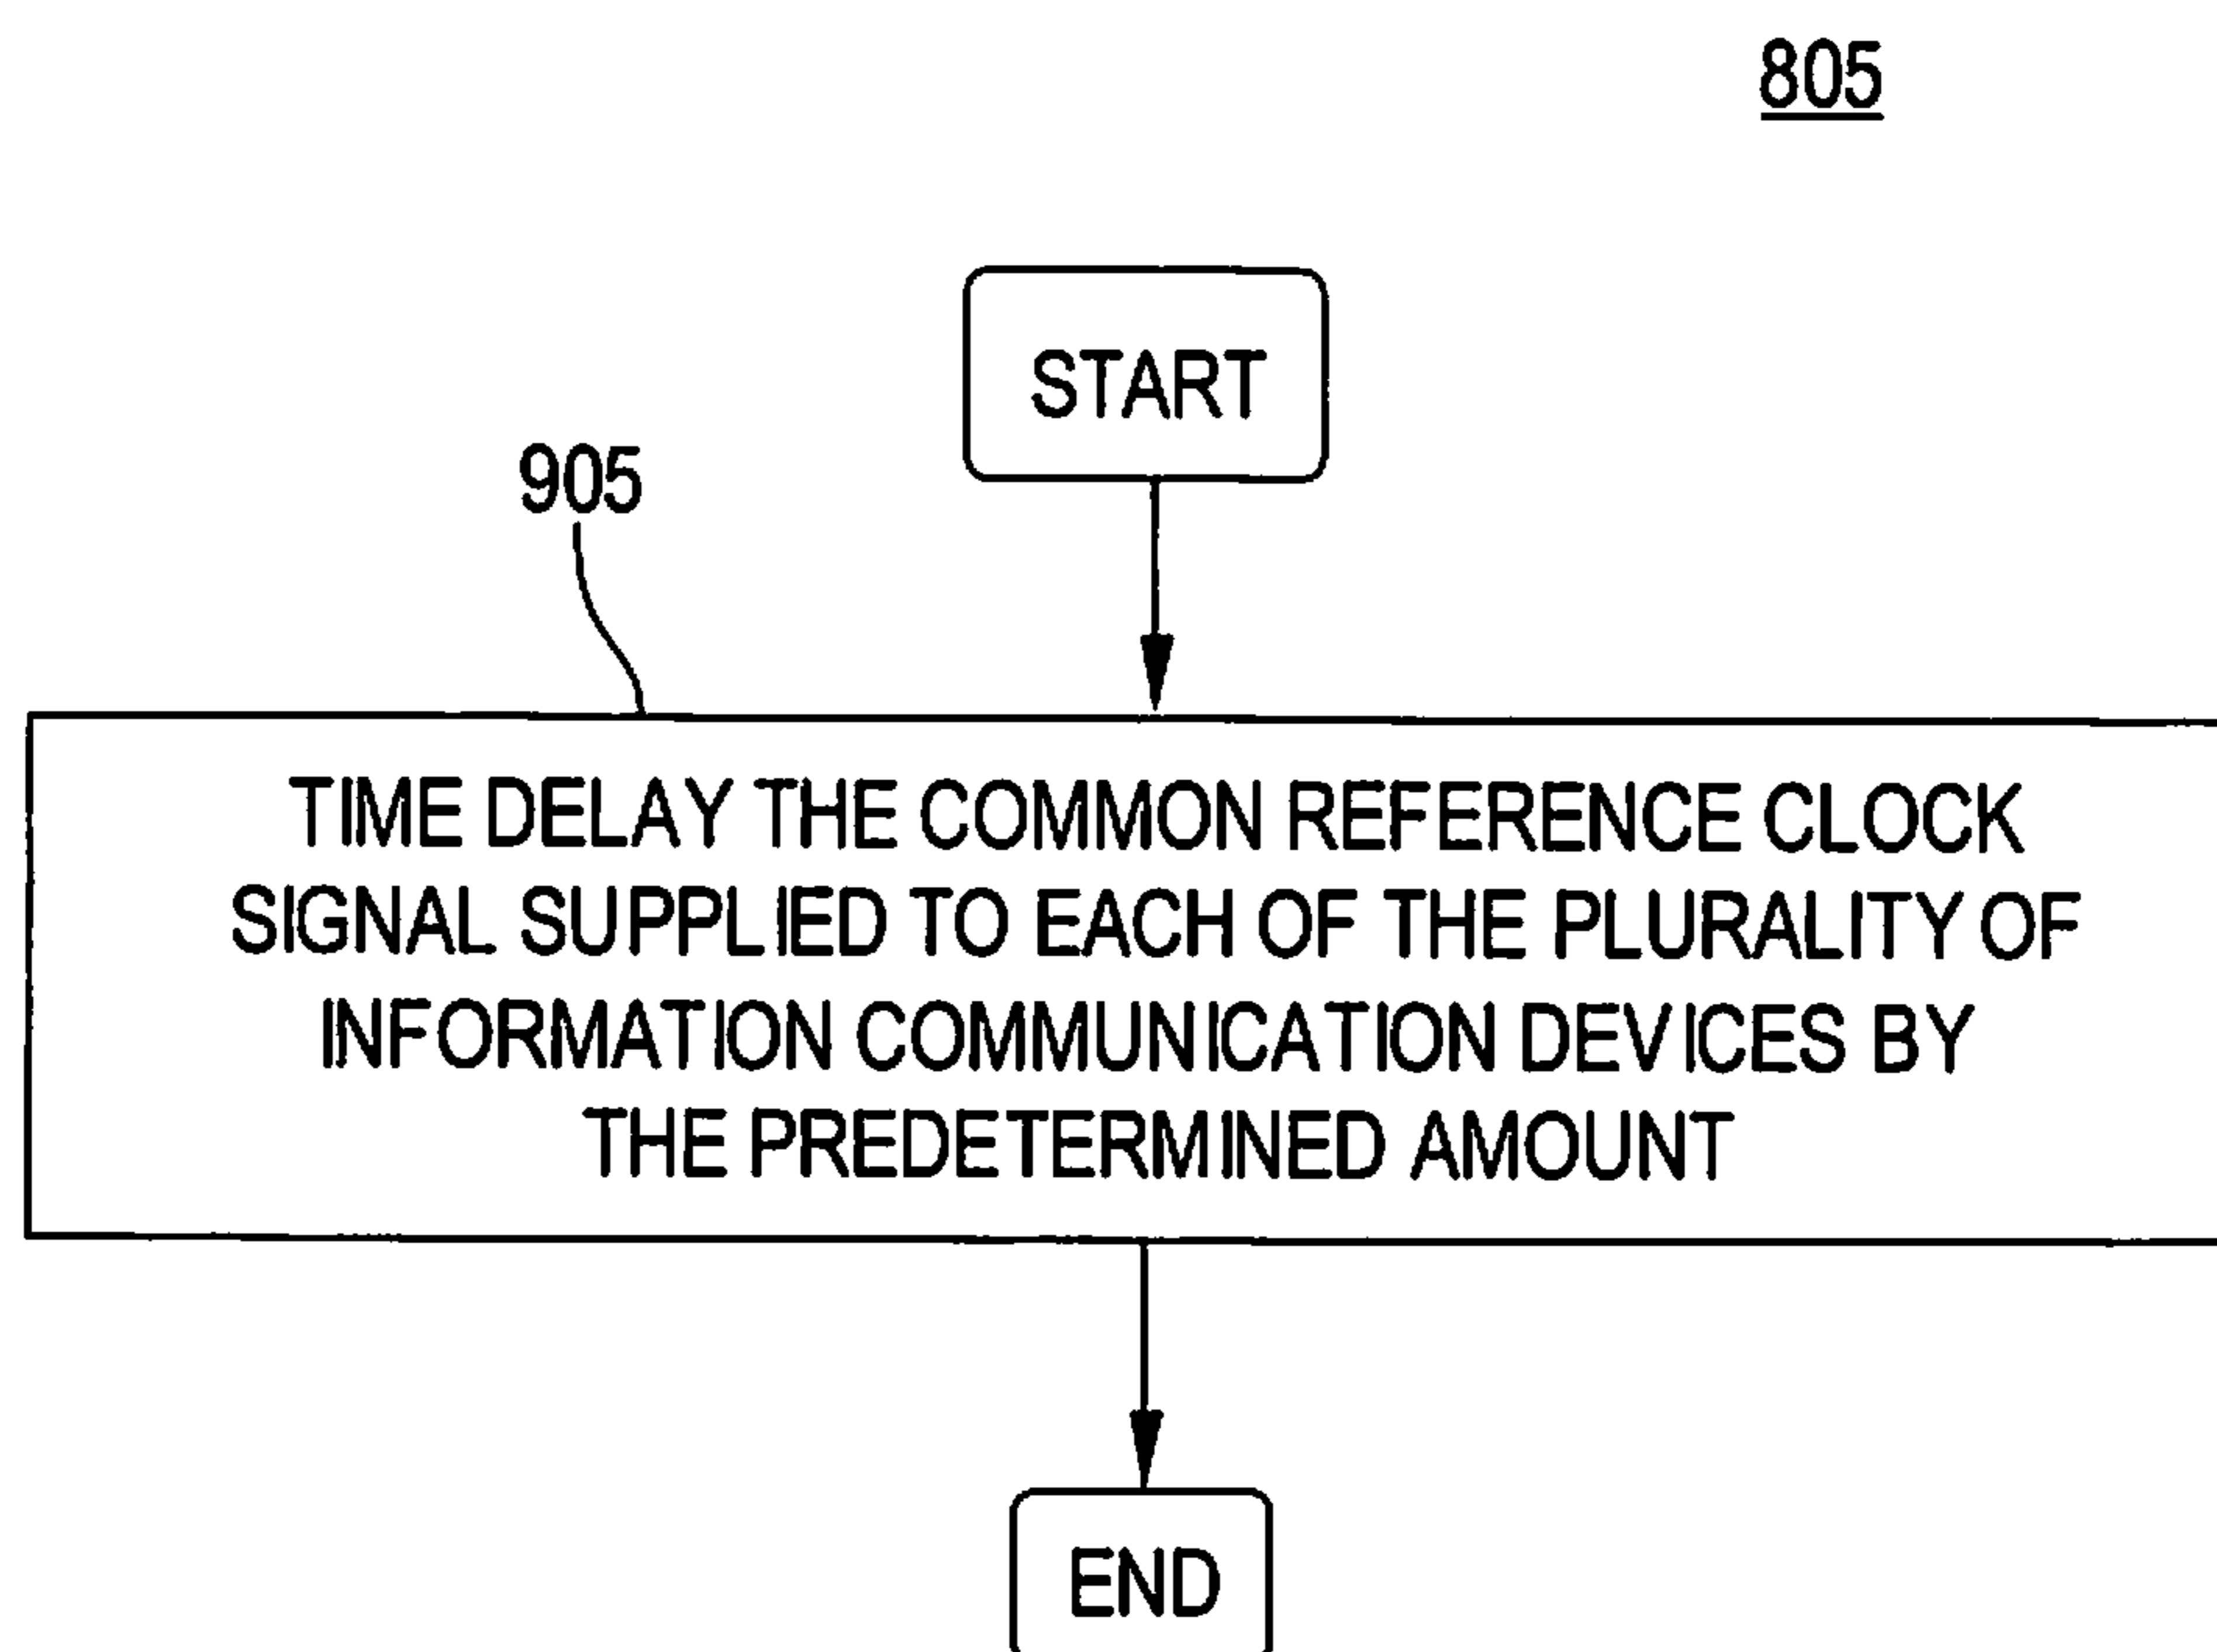 805
START
905
TIME DELAY THE COMMON REFERENCE CLOCK
SIGNAL SUPPLIED TO EACH OF THE PLURALITY OF
INFORMATION COMMUNICATION DEVICES BY
THE PREDETERMINED AMOUNT
END